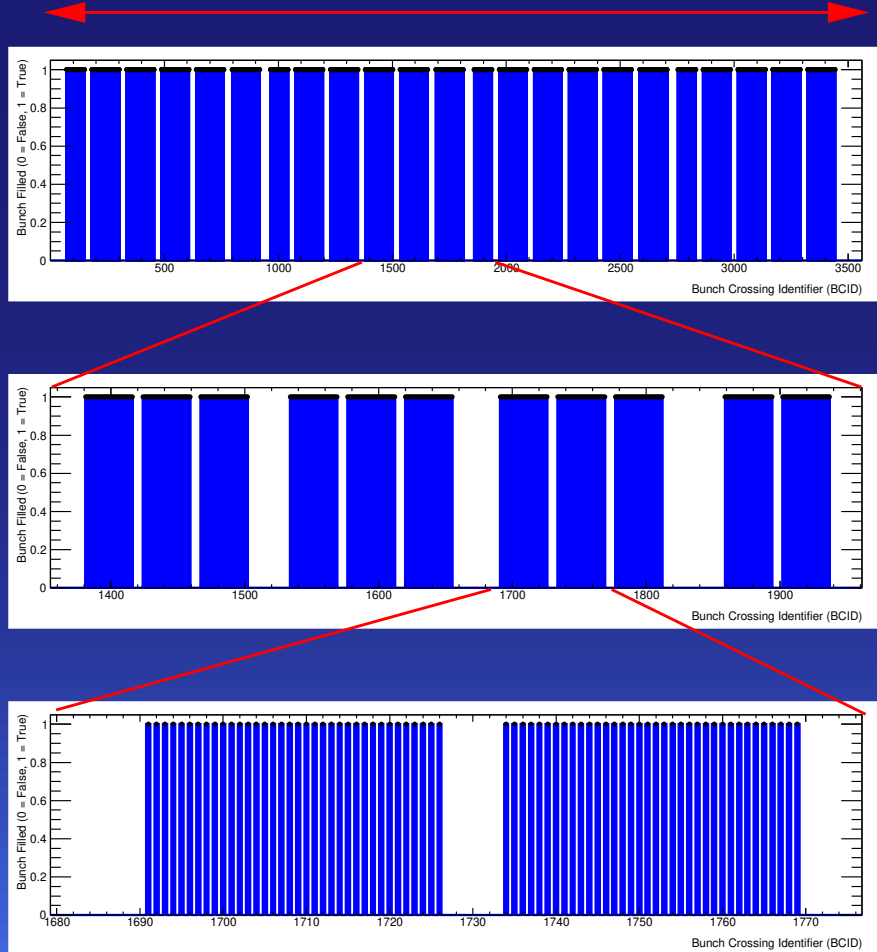 Bunch Filled (0 = False, 1 = True)
1
0.8
0.6
0.4
0.2
0
500 1000 1500 2000 2500 3000 3500
Bunch Crossing Identifier (BCID)
Bunch Filled (0 = False, 1 = True)
1
0.8
0.6
0.4
0.2
0
1400 1500 1600 1700 1800 1900
Bunch Crossing Identifier (BCID)
Bunch Filled (0 = False, 1 = True)
1
0.8
0.6
0.4
0.2
0
1680 1690 1700 1710 1720 1730 1740 1750 1760 1770
Bunch Crossing Identifier (BCID)